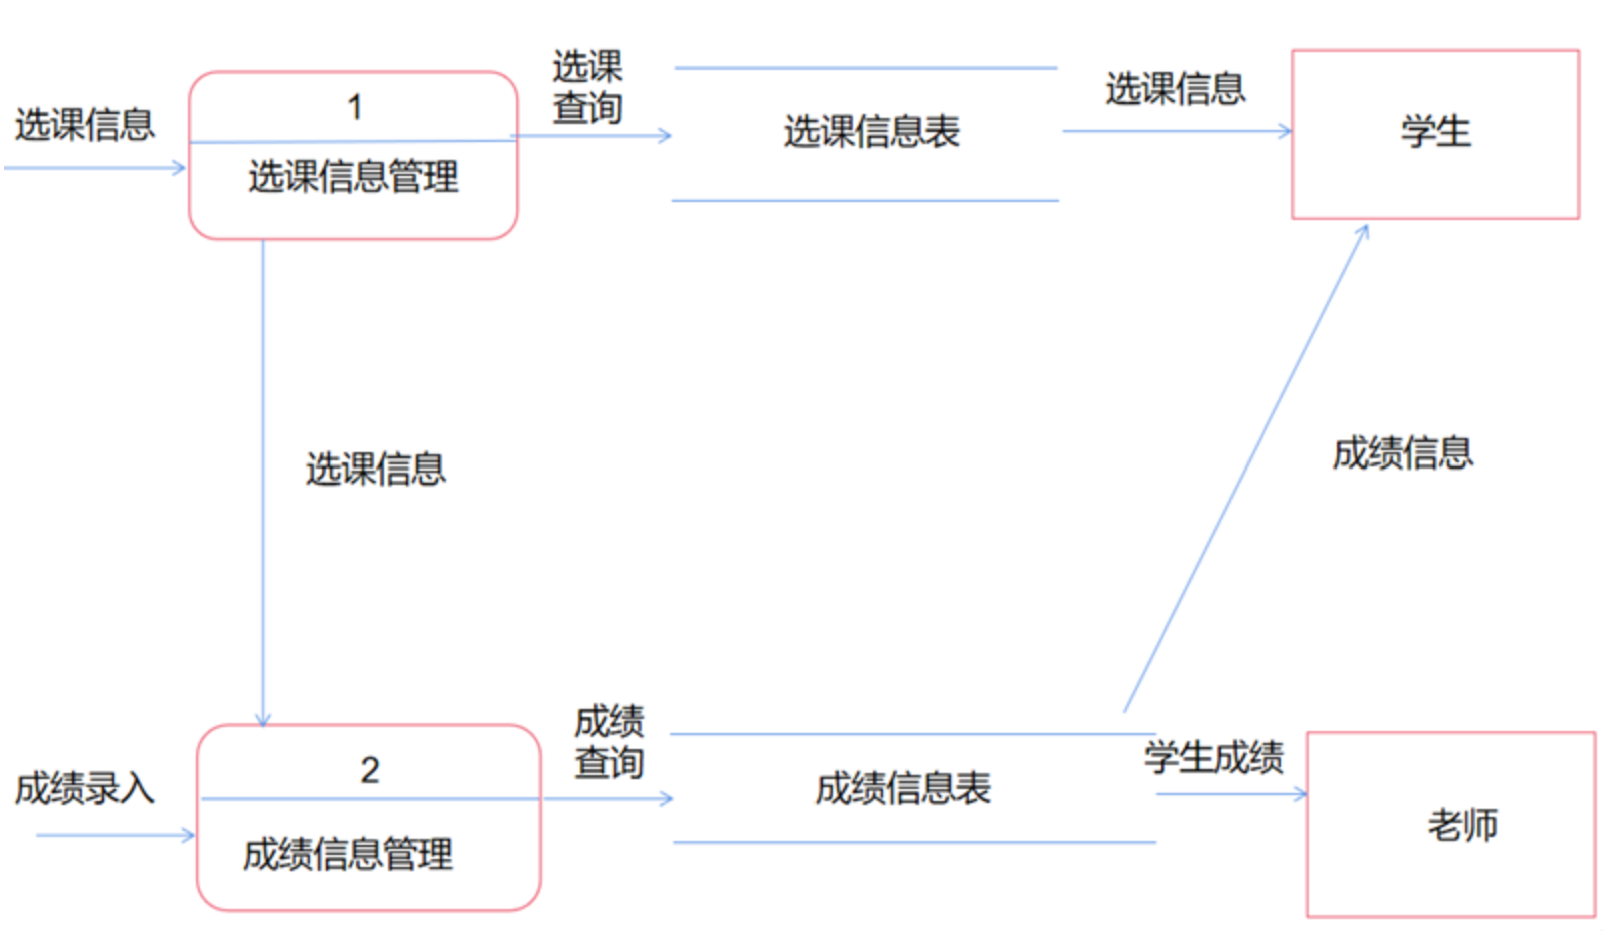 选课信息
1
选课信息管理
选课
查询
选课信息表
选课信息
学生
选课信息
成绩信息
成绩录入
2
成绩信息管理
成绩
查询
成绩信息表
学生成绩
老师